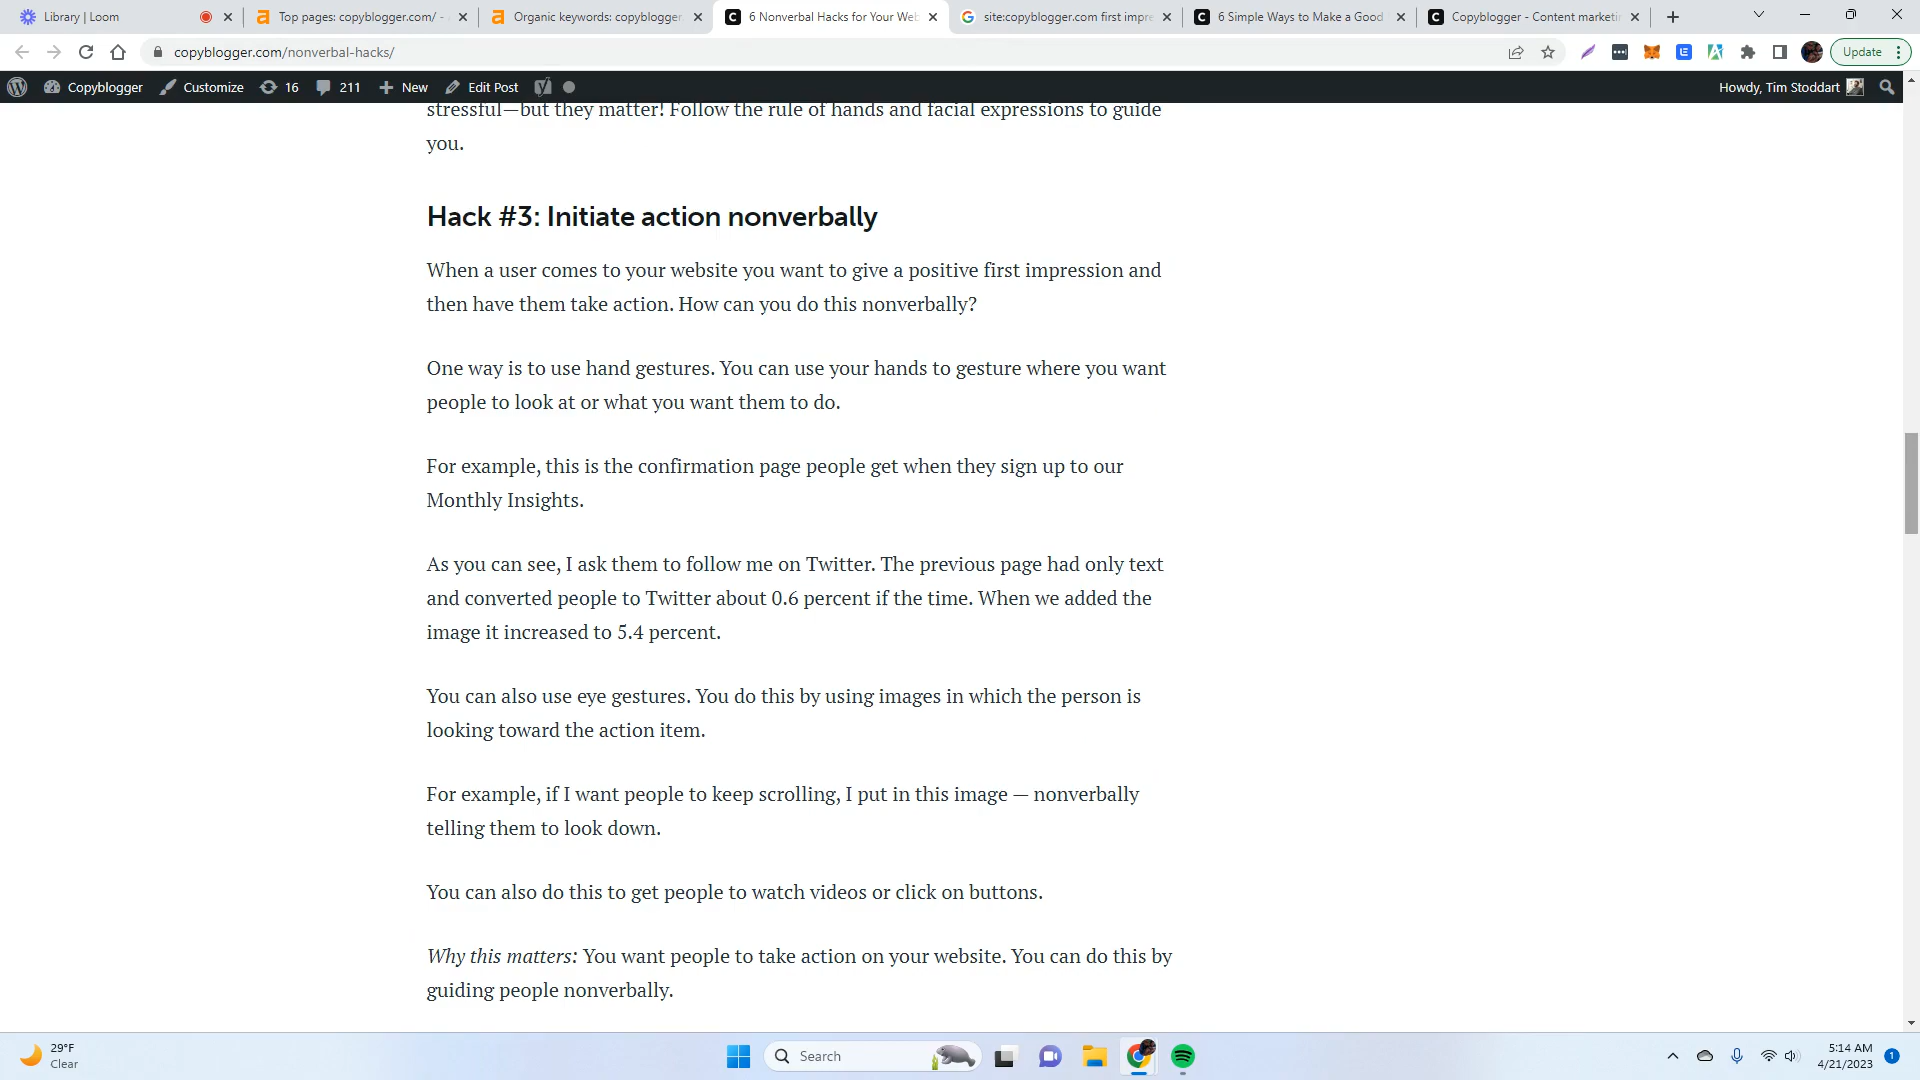 Library | Loom
Top pages: copyblogger.com/ -
Organic keywords: copyblogger.
6 Nonverbal Hacks for Your Web
site:copyblogger.com first impre
6 Simple Ways to Make a Good
Copyblogger - Content marketi
copyblogger.com/nonverbal-hacks/
Update
Copyblogger
Customize
16
211
New
Edit Post
Howdy, Tim Stoddart
stressful—but they matter! Follow the rule of hands and facial expressions to guide
you.
Hack #3: Initiate action nonverbally
When a user comes to your website you want to give a positive first impression and
then have them take action. How can you do this nonverbally?
One way is to use hand gestures. You can use your hands to gesture where you want
people to look at or what you want them to do.
For example, this is the confirmation page people get when they sign up to our
Monthly Insights.
As you can see, I ask them to follow me on Twitter. The previous page had only text
and converted people to Twitter about 0.6 percent if the time. When we added the
image it increased to 5.4 percent.
You can also use eye gestures. You do this by using images in which the person is
looking toward the action item.
For example, if I want people to keep scrolling, I put in this image — nonverbally
telling them to look down.
You can also do this to get people to watch videos or click on buttons.
Why this matters: You want people to take action on your website. You can do this by
guiding people nonverbally.
29°F
Clear
Search
5:14 AM
4/21/2023
1